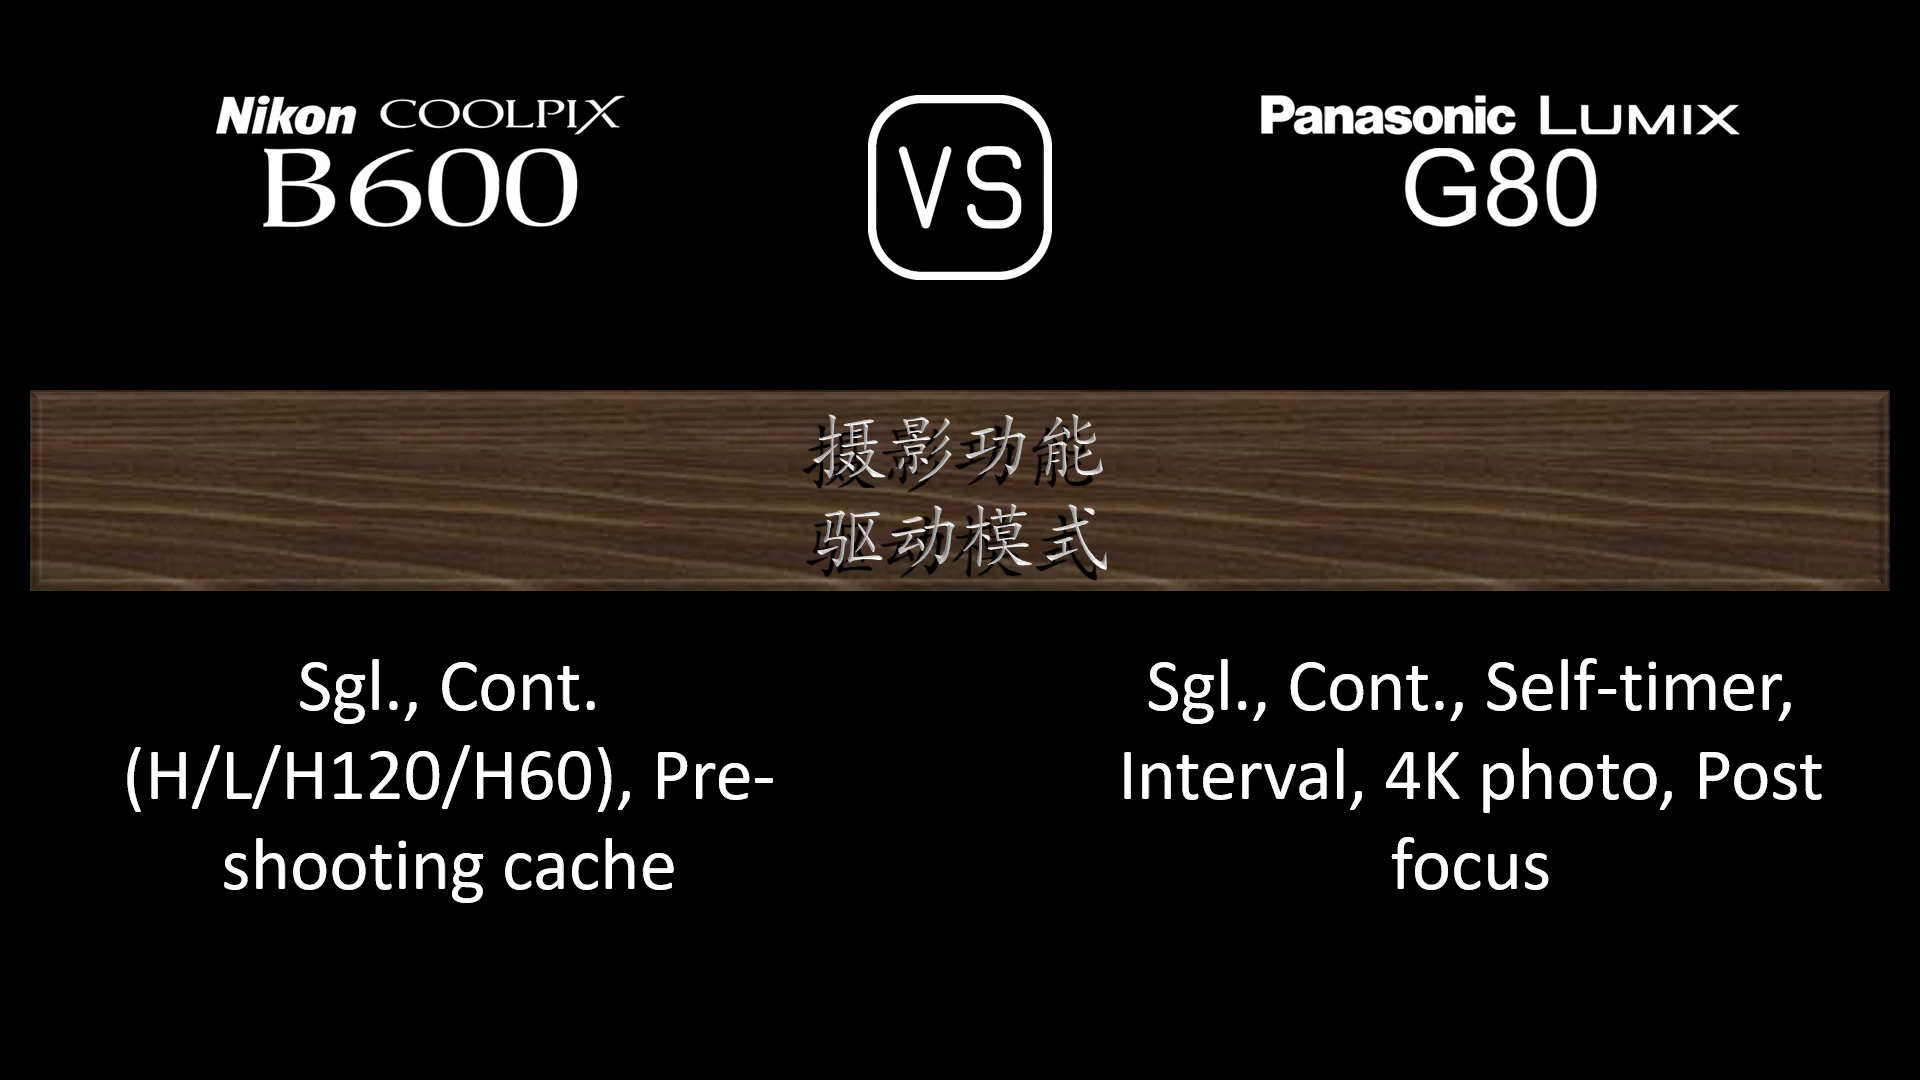 Nikon COOLPIX
B600
VS
Panasonic LUMIX
G80
摄影功能
驱动模式
Sgl., Cont.
(H/L/H120/H60), Pre-
shooting cache
Sgl., Cont., Self-timer,
Interval, 4K photo, Post
focus